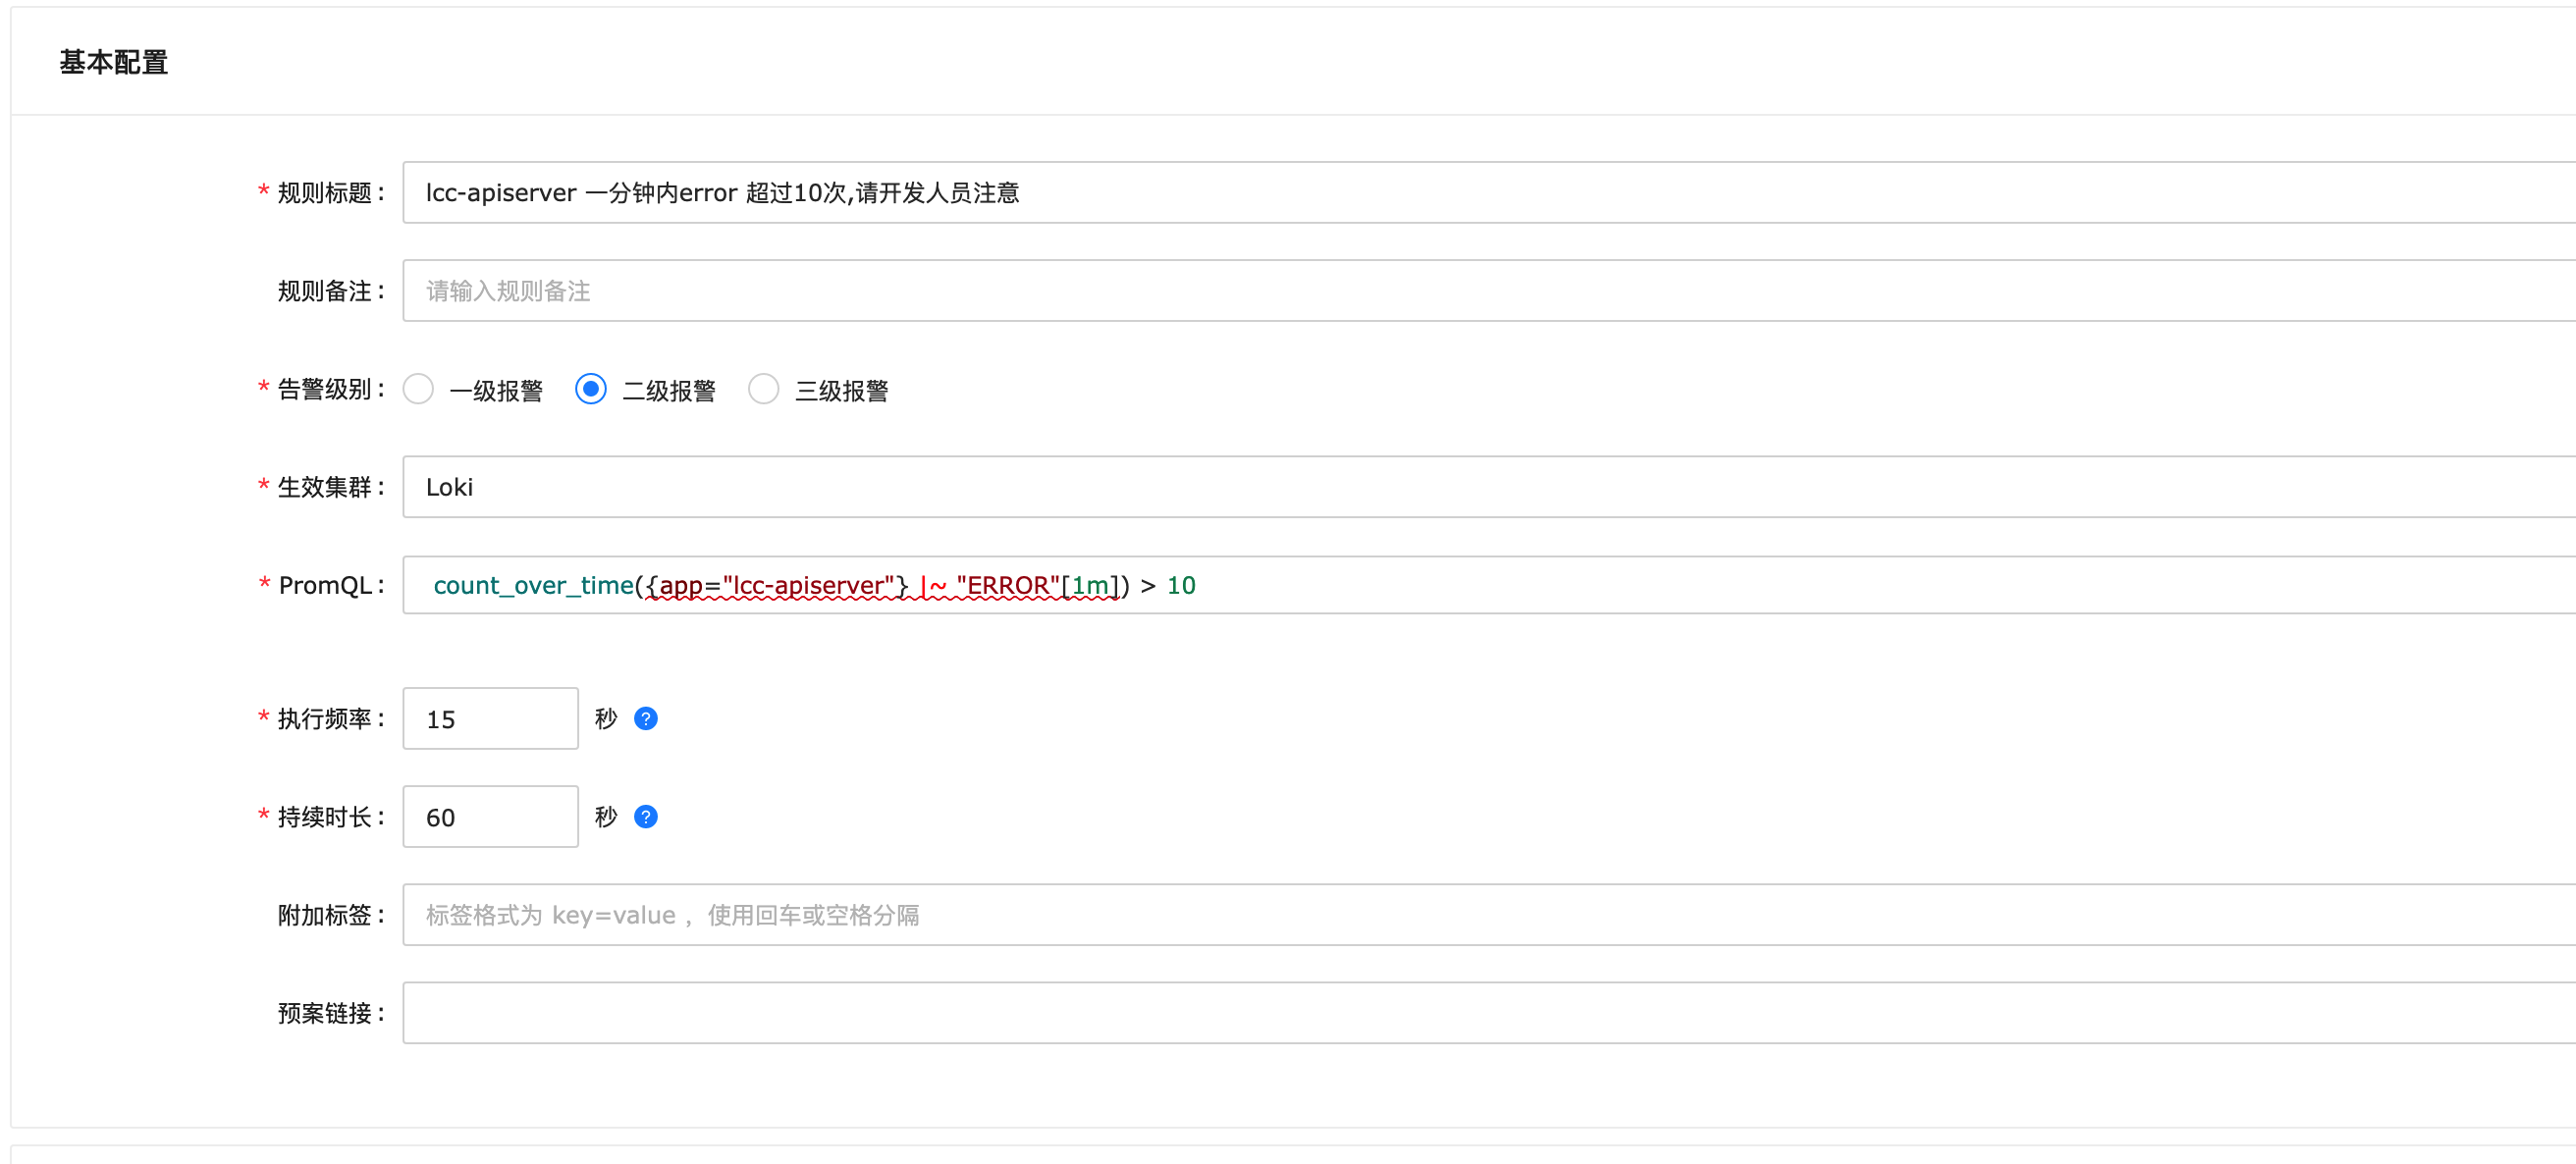 基本配置
* 规则标题： lcc-apiserver 一分钟内error 超过10次,请开发人员注意
规则备注： 请输入规则备注
* 告警级别： 一级报警 二级报警 三级报警
* 生效集群： Loki
* PromQL： count_over_time({app="lcc-apiserver"} |~ "ERROR"[1m]) > 10
* 执行频率： 15 秒 ?
* 持续时长： 60 秒 ?
附加标签： 标签格式为 key=value ，使用回车或空格分隔
预案链接：